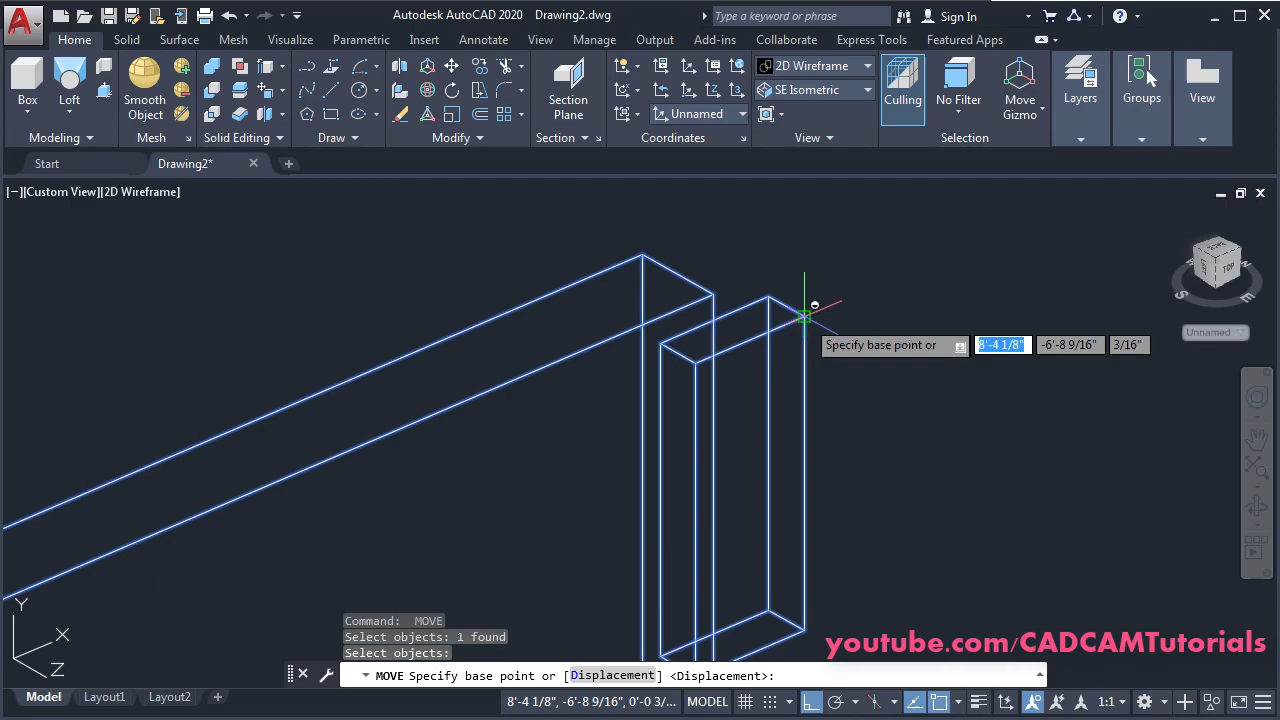 Autodesk AutoCAD 2020 Drawing2.dwg
Type a keyword or phrase
Sign In
Home Solid Surface Mesh Visualize Parametric Insert Annotate View Manage Output Add-ins Collaborate Express Tools Featured Apps
Box
Loft
Smooth Object
Section Plane
Unnamed
2D Wireframe
SE Isometric
Culling
No Filter
Move Gizmo
Layers
Groups
View
Modeling
Mesh
Solid Editing
Draw
Modify
Section
Coordinates
View
Selection
Start
Drawing2*
[−][Custom View][2D Wireframe]
TOP
S
E
Unnamed
Specify base point or 8'-4 1/8" -6'-8 9/16" 3/16"
Y
X
Z
Command: MOVE
Select objects: 1 found
Select objects:
youtube.com/CADCAMTutorials
MOVE Specify base point or [Displacement] <Displacement>:
Model Layout1 Layout2
8'-4 1/8", -6'-8 9/16", 0'-0 3/... MODEL
1:1